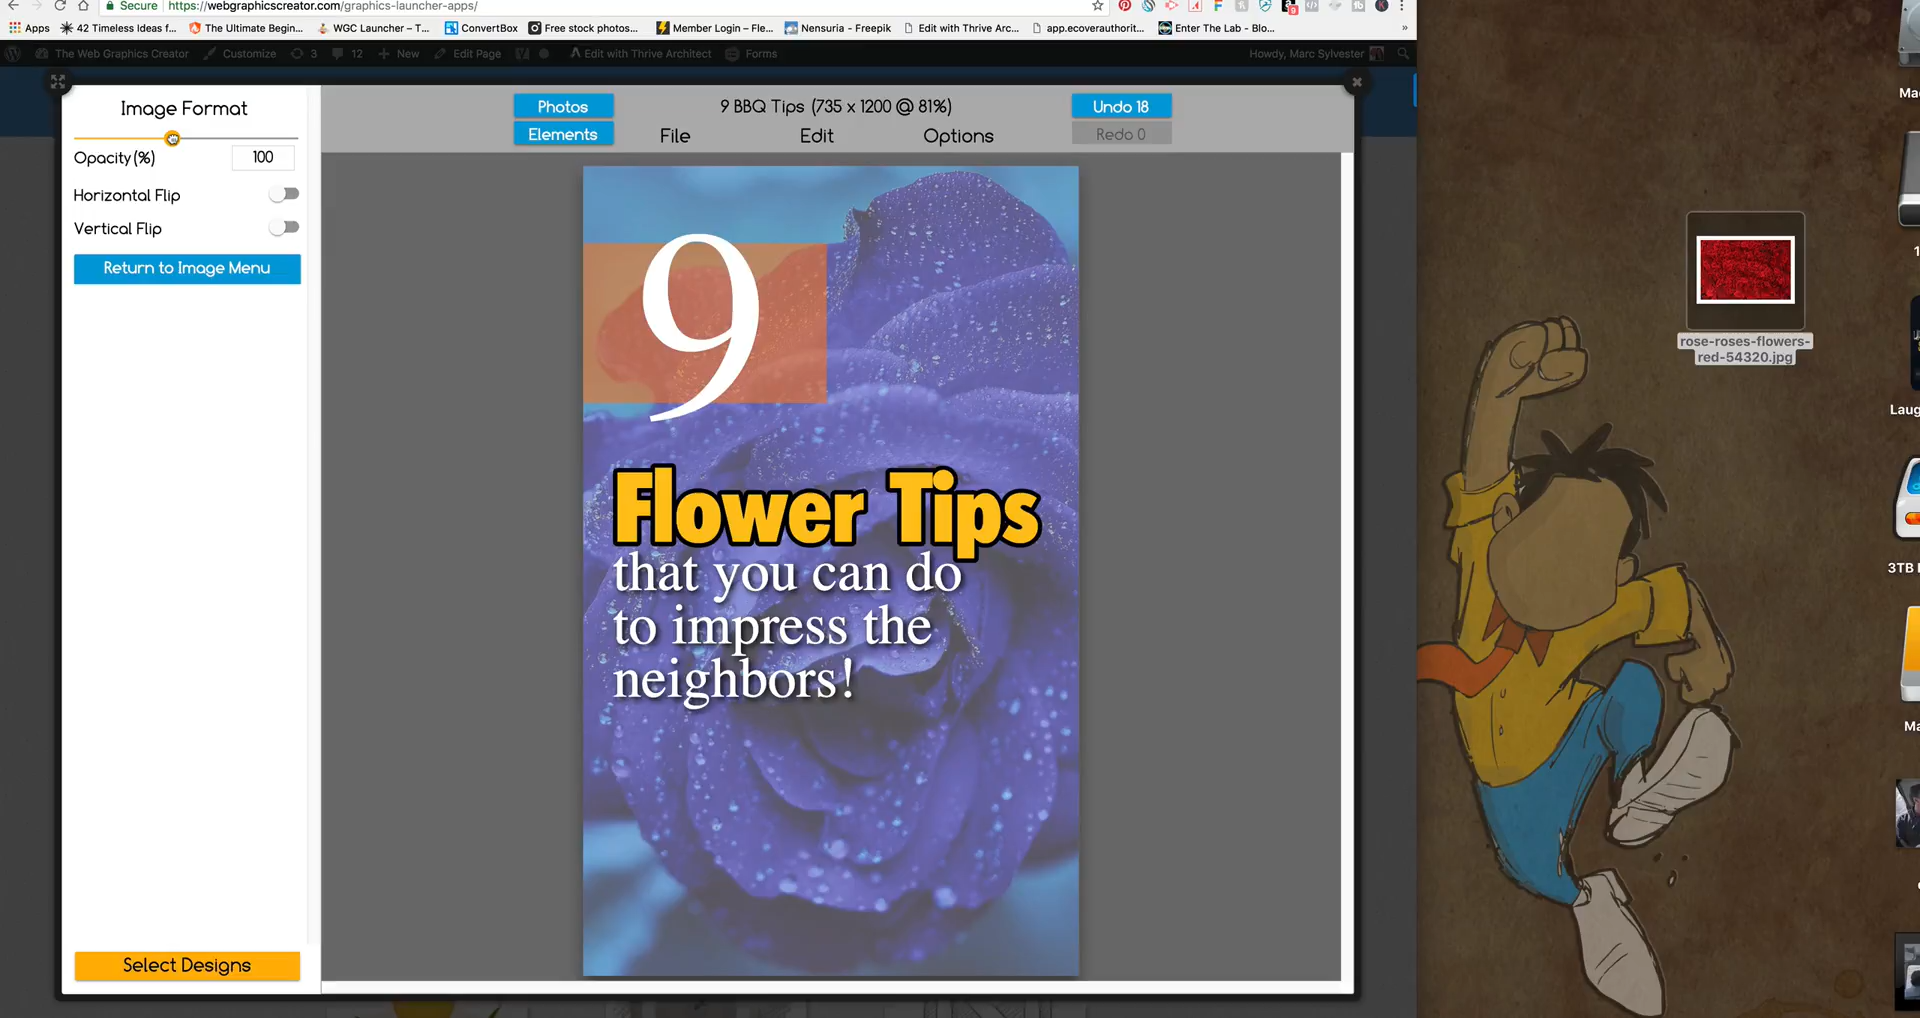 Secure https://webgraphicscreator.com/graphics-launcher-apps/
Apps 42 Timeless Ideas f... The Ultimate Begin... WGC Launcher – T... ConvertBox Free stock photos... Member Login – Fle... Nensuria - Freepik Edit with Thrive Arc... app.ecoverauthorit... Enter The Lab - Blo... »
The Web Graphics Creator Customize 3 12 New Edit Page Edit with Thrive Architect Forms Howdy, Marc Sylvester
Image Format
Opacity (%) 100
Horizontal Flip
Vertical Flip
Return to Image Menu
Select Designs
Photos 9 BBQ Tips (735 x 1200 @ 81%) Undo 18
Elements File Edit Options Redo 0
9
Flower Tips
that you can do
to impress the
neighbors!
rose-roses-flowers-
red-54320.jpg
Mac
1
Laug
3TB
Ma